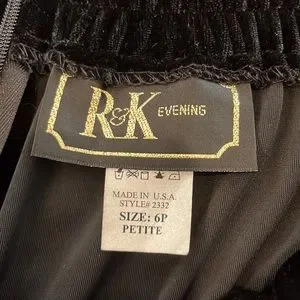 R&K EVENING
MADE IN U.S.A.
STYLE# 2332
SIZE: 6P
PETITE